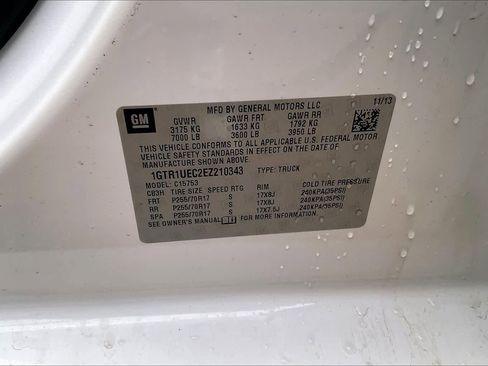 GM
MFD BY GENERAL MOTORS LLC 11/13
GVWR GAWR FRT GAWR RR
3175 KG 1633 KG 1792 KG
7000 LB 3600 LB 3950 LB
THIS VEHICLE CONFORMS TO ALL APPLICABLE U.S. FEDERAL MOTOR
VEHICLE SAFETY STANDARDS IN EFFECT ON THE DATE OF
MANUFACTURE SHOWN ABOVE.
1GTR1UEC2EZ210343 TYPE: TRUCK
MODEL: C15753
CB3H TIRE SIZE SPEED RTG RIM COLD TIRE PRESSURE
FRT P255/70R17 S 17X8J 240KPA(35PSI)
RR P255/70R17 S 17X8J 240KPA(35PSI)
SPA P255/70R17 S 17X7.5J 240KPA(35PSI)
SEE OWNER'S MANUAL FOR MORE INFORMATION.